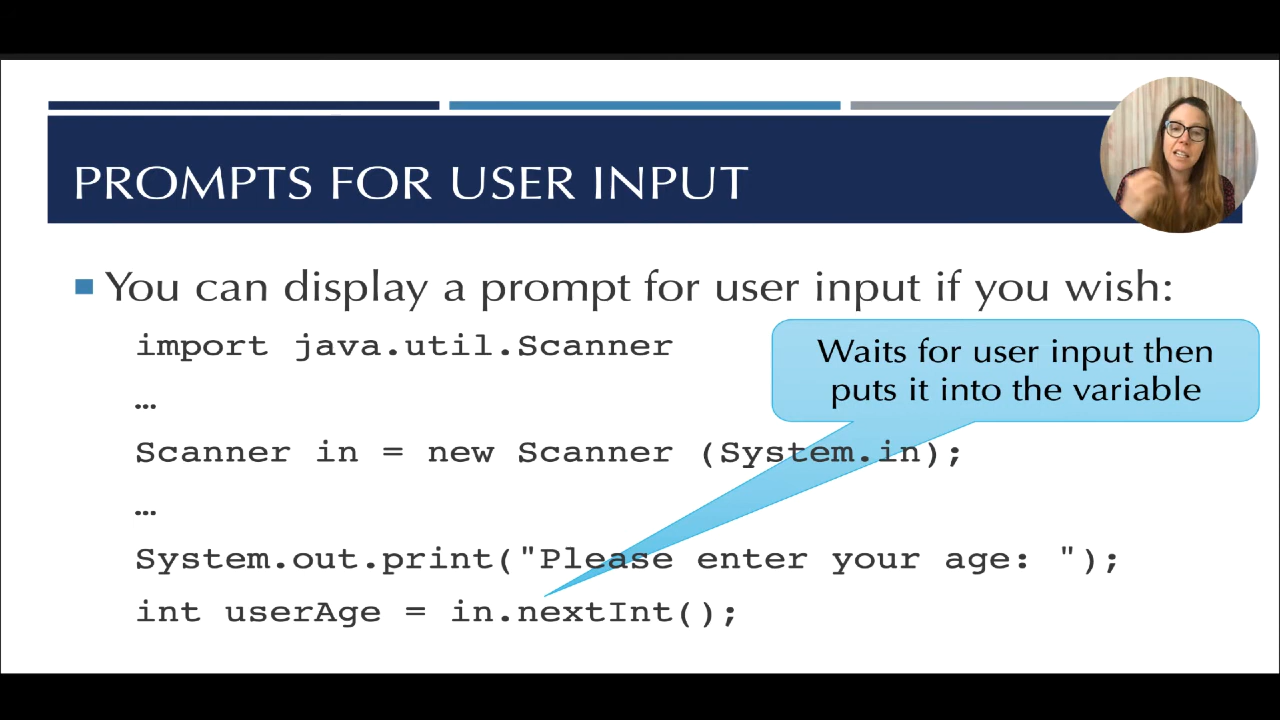 PROMPTS FOR USER INPUT
You can display a prompt for user input if you wish:
import java.util.Scanner
…
Waits for user input then
puts it into the variable
Scanner in = new Scanner (System.in);
…
System.out.print("Please enter your age: ");
int userAge = in.nextInt();